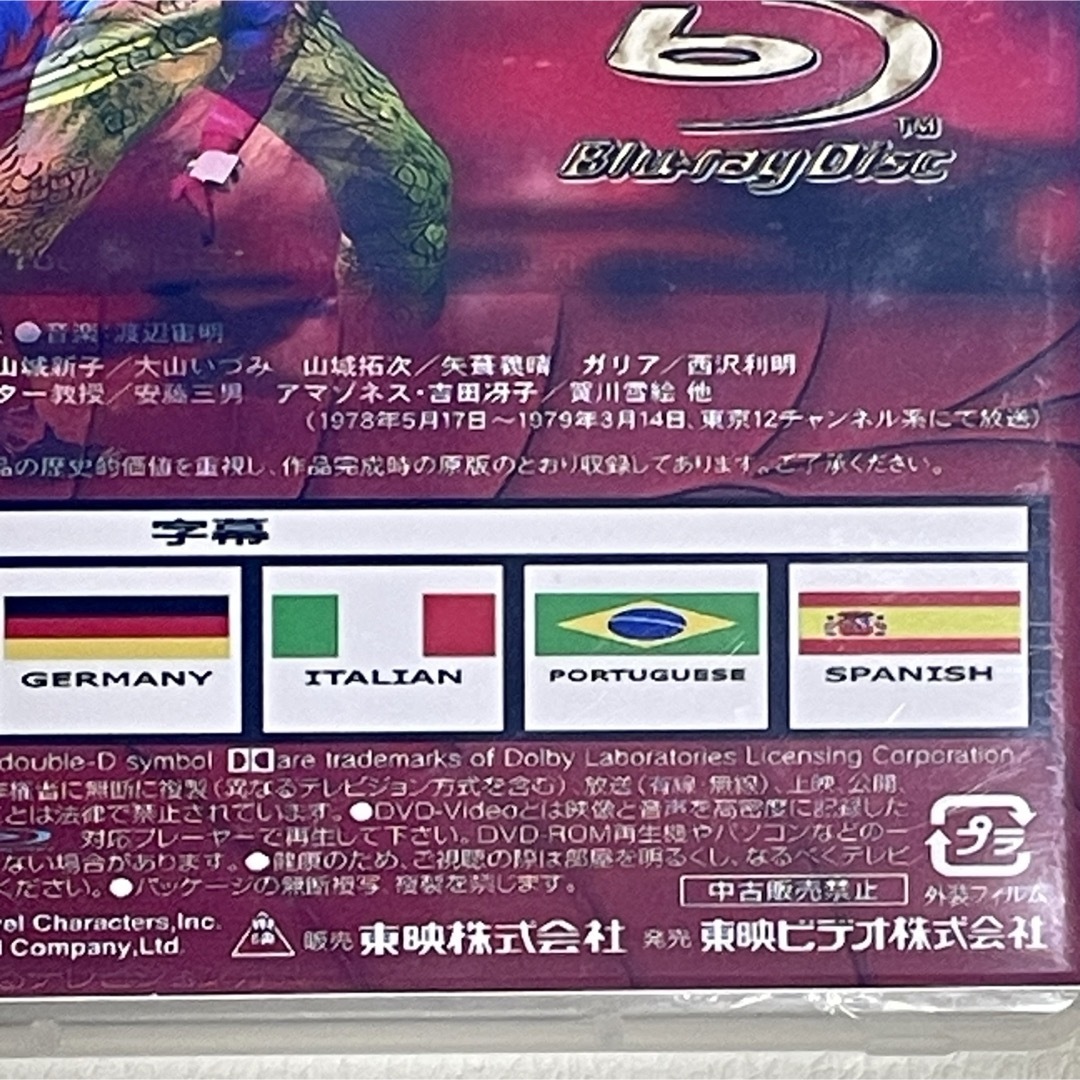 TM
Blu-ray Disc
●音楽:渡辺宙明
山城新子／大山いづみ 山城拓次／矢葺義晴 ガリア／西沢利明
ター教授／安藤三男 アマゾネス・吉田冴子／賀川雪絵 他
(1978年5月17日～1979年3月14日、東京12チャンネル系にて放送)
品の歴史的価値を重視し、作品完成時の原版のとおり収録してあります。ご了承ください。
字幕
GERMANY ITALIAN PORTUGUESE SPANISH
double-D symbol are trademarks of Dolby Laboratories Licensing Corporation.
権者に無断に複製(異なるテレビジョン方式を含む)、放送(有線 無線)、上映、公開、
とは法律で禁止されています。●DVD-Videoとは映像と音声を高密度に記録した
対応プレーヤーで再生して下さい。DVD-ROM再生機やパソコンなどの一
ない場合があります。●健康のため、ご視聴の際は部屋を明るくし、なるべくテレビ
ください。●パッケージの無断複写 複製を禁します。
プラ
中古販売禁止 外装フィルム
vel Characters,Inc.
Company,Ltd.
販売 東映株式会社 発売 東映ビデオ株式会社